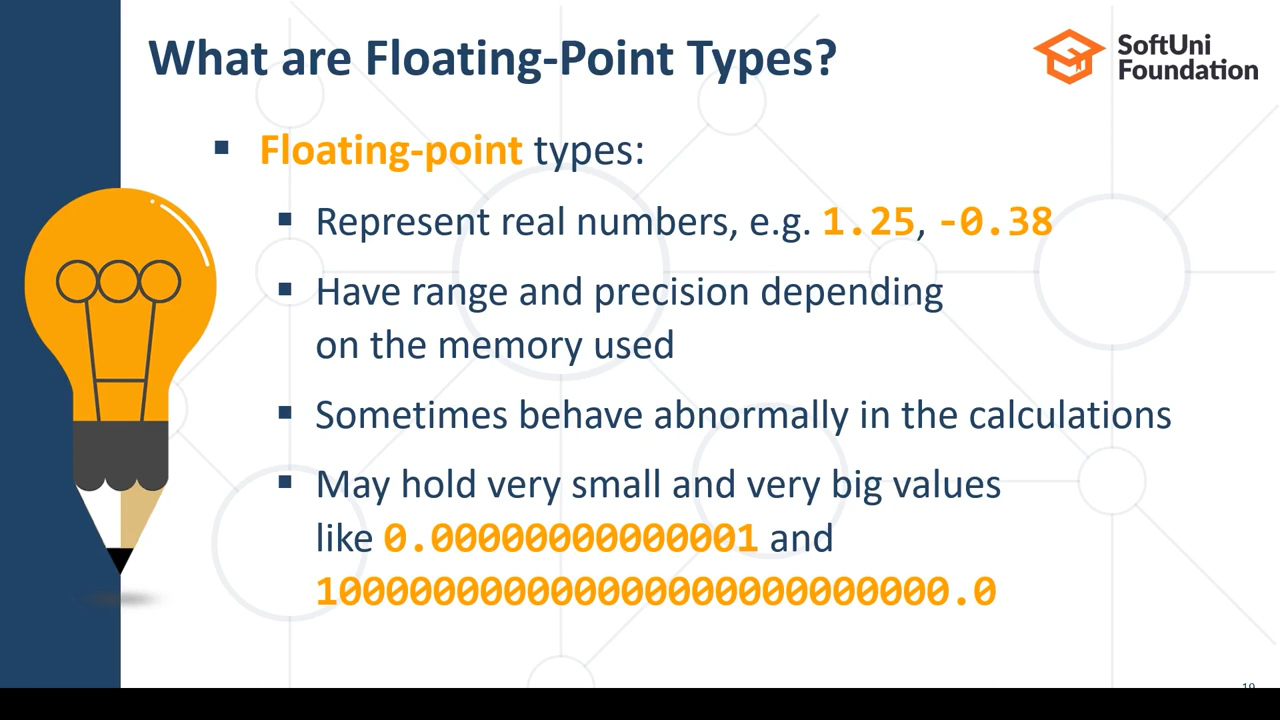 What are Floating-Point Types?
SoftUni
Foundation
▪ Floating-point types:
▪ Represent real numbers, e.g. 1.25, -0.38
▪ Have range and precision depending
on the memory used
▪ Sometimes behave abnormally in the calculations
▪ May hold very small and very big values
like 0.00000000000001 and
100000000000000000000000000.0